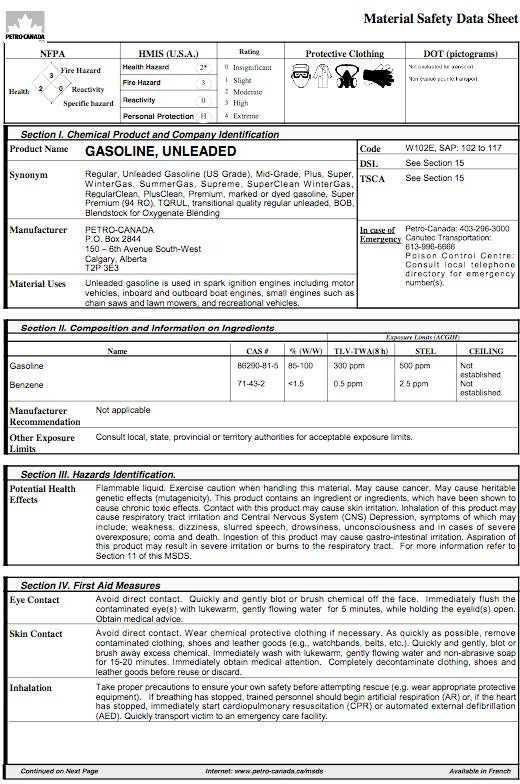 PETRO-CANADA
Material Safety Data Sheet
NFPA
3
Fire Hazard
Health
2
0
Reactivity
Specific hazard
HMIS (U.S.A.)
Health Hazard 2*
Fire Hazard 3
Reactivity 0
Personal Protection H
Rating
0 Insignificant
1 Slight
2 Moderate
3 High
4 Extreme
Protective Clothing
DOT (pictograms)
Not evaluated for transport
Non évalué pour le transport
Section I. Chemical Product and Company Identification
Product Name
GASOLINE, UNLEADED
Code
W102E, SAP: 102 to 117
DSL
See Section 15
TSCA
See Section 15
Synonym
Regular, Unleaded Gasoline (US Grade), Mid-Grade, Plus, Super,
WinterGas, SummerGas, Supreme, SuperClean WinterGas,
RegularClean, PlusClean, Premium, marked or dyed gasoline, Super
Premium (94 RO), TQRUL, transitional quality regular unleaded, BOB,
Blendstock for Oxygenate Blending
Manufacturer
PETRO-CANADA
P.O. Box 2844
150 – 6th Avenue South-West
Calgary, Alberta
T2P 3E3
In case of
Emergency
Petro-Canada: 403-296-3000
Canutec Transportation:
613-996-6666
Poison Control Centre:
Consult local telephone
directory for emergency
number(s).
Material Uses
Unleaded gasoline is used in spark ignition engines including motor
vehicles, inboard and outboard boat engines, small engines such as
chain saws and lawn mowers, and recreational vehicles.
Section II. Composition and Information on Ingredients
Exposure Limits (ACGIH)
Name CAS # % (W/W) TLV-TWA(8 h) STEL CEILING
Gasoline 86290-81-5 85-100 300 ppm 500 ppm Not
established
Benzene 71-43-2 <1.5 0.5 ppm 2.5 ppm Not
established
Manufacturer
Recommendation
Not applicable
Other Exposure
Limits
Consult local, state, provincial or territory authorities for acceptable exposure limits.
Section III. Hazards Identification.
Potential Health
Effects
Flammable liquid. Exercise caution when handling this material. May cause cancer. May cause heritable
genetic effects (mutagenicity). This product contains an ingredient or ingredients, which have been shown to
cause chronic toxic effects. Contact with this product may cause skin irritation. Inhalation of this product may
cause respiratory tract irritation and Central Nervous System (CNS) Depression, symptoms of which may
include; weakness, dizziness, slurred speech, drowsiness, unconsciousness and in cases of severe
overexposure; coma and death. Ingestion of this product may cause gastro-intestinal irritation. Aspiration of
this product may result in severe irritation or burns to the respiratory tract. For more information refer to
Section 11 of this MSDS.
Section IV. First Aid Measures
Eye Contact
Avoid direct contact. Quickly and gently blot or brush chemical off the face. Immediately flush the
contaminated eye(s) with lukewarm, gently flowing water for 5 minutes, while holding the eyelid(s) open.
Obtain medical advice.
Skin Contact
Avoid direct contact. Wear chemical protective clothing if necessary. As quickly as possible, remove
contaminated clothing, shoes and leather goods (e.g., watchbands, belts, etc.). Quickly and gently, blot or
brush away excess chemical. Immediately wash with lukewarm, gently flowing water and non-abrasive soap
for 15-20 minutes. Immediately obtain medical attention. Completely decontaminate clothing, shoes and
leather goods before reuse or discard.
Inhalation
Take proper precautions to ensure your own safety before attempting rescue (e.g. wear appropriate protective
equipment). If breathing has stopped, trained personnel should begin artificial respiration (AR) or, if the heart
has stopped, immediately start cardiopulmonary resuscitation (CPR) or automated external defibrillation
(AED). Quickly transport victim to an emergency care facility.
Continued on Next Page
Internet: www.petro-canada.ca/msds
Available in French